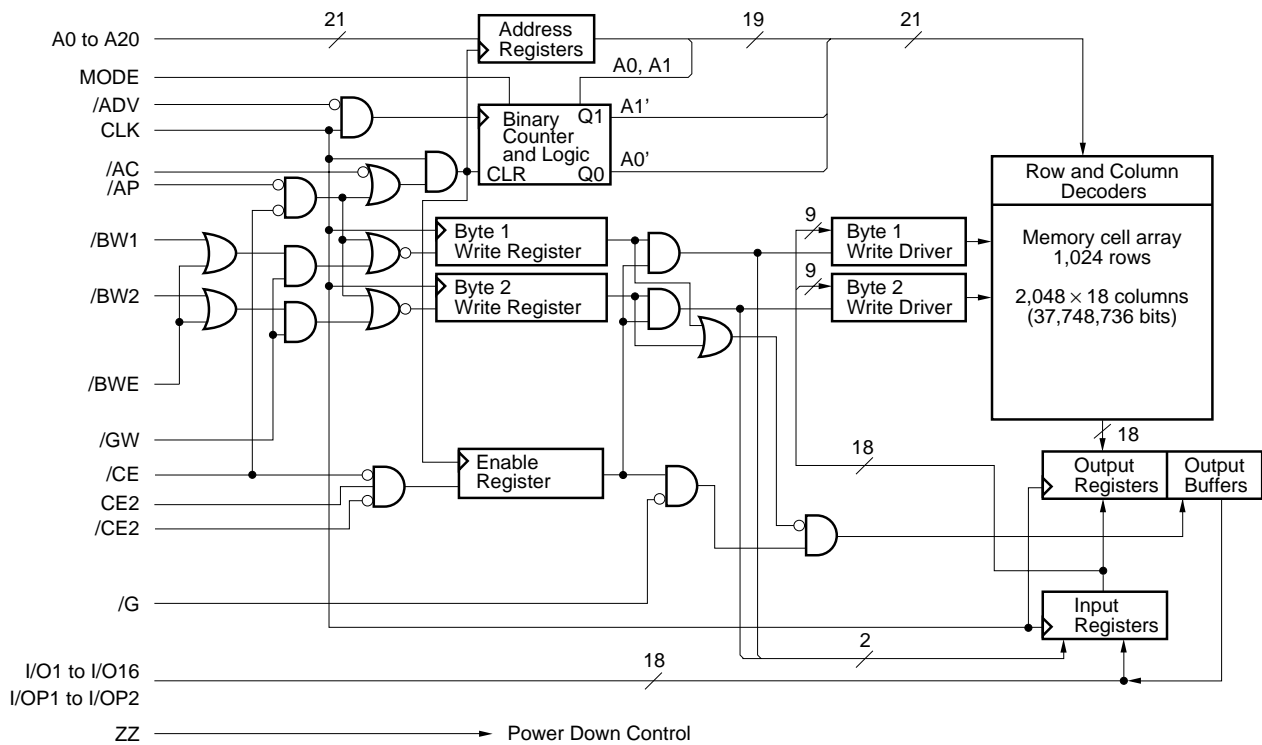 A0 to A20
21
Address
Registers
19
21
MODE
A0, A1
/ADV
CLK
Binary
Counter
and Logic
Q1
CLR
Q0
A1’
A0’
/AC
/AP
Row and Column
Decoders
/BW1
Byte 1
Write Register
9
Byte 1
Write Driver
Memory cell array
1,024 rows
2,048 × 18 columns
(37,748,736 bits)
/BW2
Byte 2
Write Register
9
Byte 2
Write Driver
/BWE
/GW
18
18
/CE
CE2
/CE2
Enable
Register
Output
Registers
Output
Buffers
/G
Input
Registers
2
I/O1 to I/O16
I/OP1 to I/OP2
18
ZZ
Power Down Control